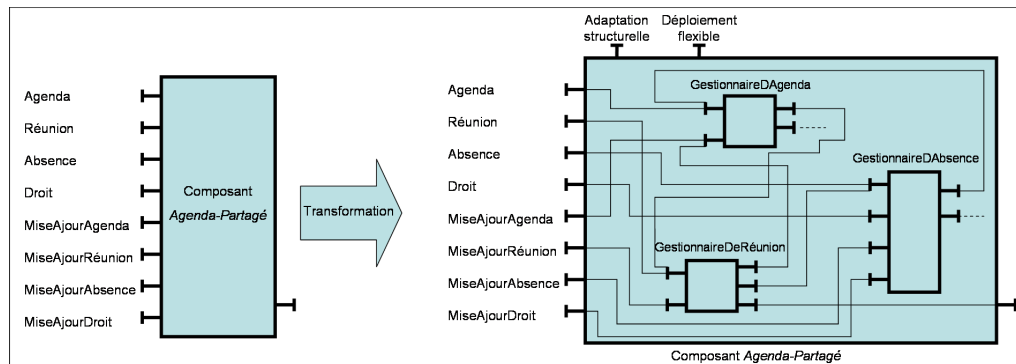 Agenda
Réunion
Absence
Droit
MiseAjourAgenda
MiseAjourRéunion
MiseAjourAbsence
MiseAjourDroit
Composant
Agenda-Partagé
Transformation
Adaptation
structurelle
Déploiement
flexible
Agenda
Réunion
Absence
Droit
MiseAjourAgenda
MiseAjourRéunion
MiseAjourAbsence
MiseAjourDroit
GestionnaireDAgenda
GestionnaireDAbsence
GestionnaireDeRéunion
Composant Agenda-Partagé